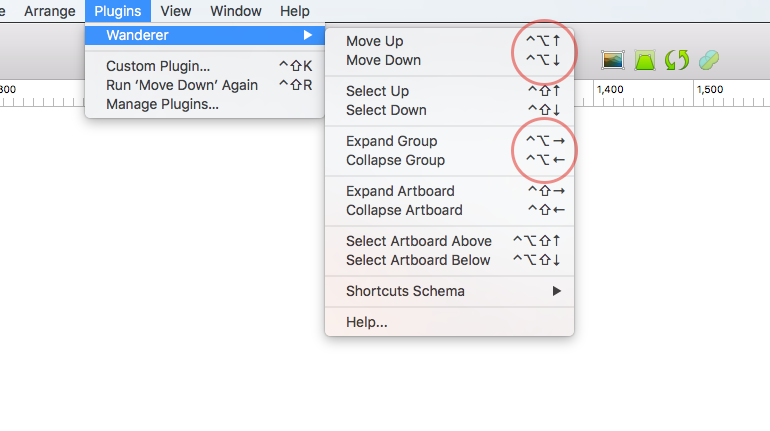 Arrange Plugins View Window Help
Wanderer ▶
Custom Plugin... ^⇧K
Run ‘Move Down’ Again ^⇧R
Manage Plugins...
Move Up ^⌥↑
Move Down ^⌥↓
Select Up ^⇧↑
Select Down ^⇧↓
Expand Group ^⌥→
Collapse Group ^⌥←
Expand Artboard ^⇧→
Collapse Artboard ^⇧←
Select Artboard Above ^⌥⇧↑
Select Artboard Below ^⌥⇧↓
Shortcuts Schema ▶
Help...
1,400 1,500